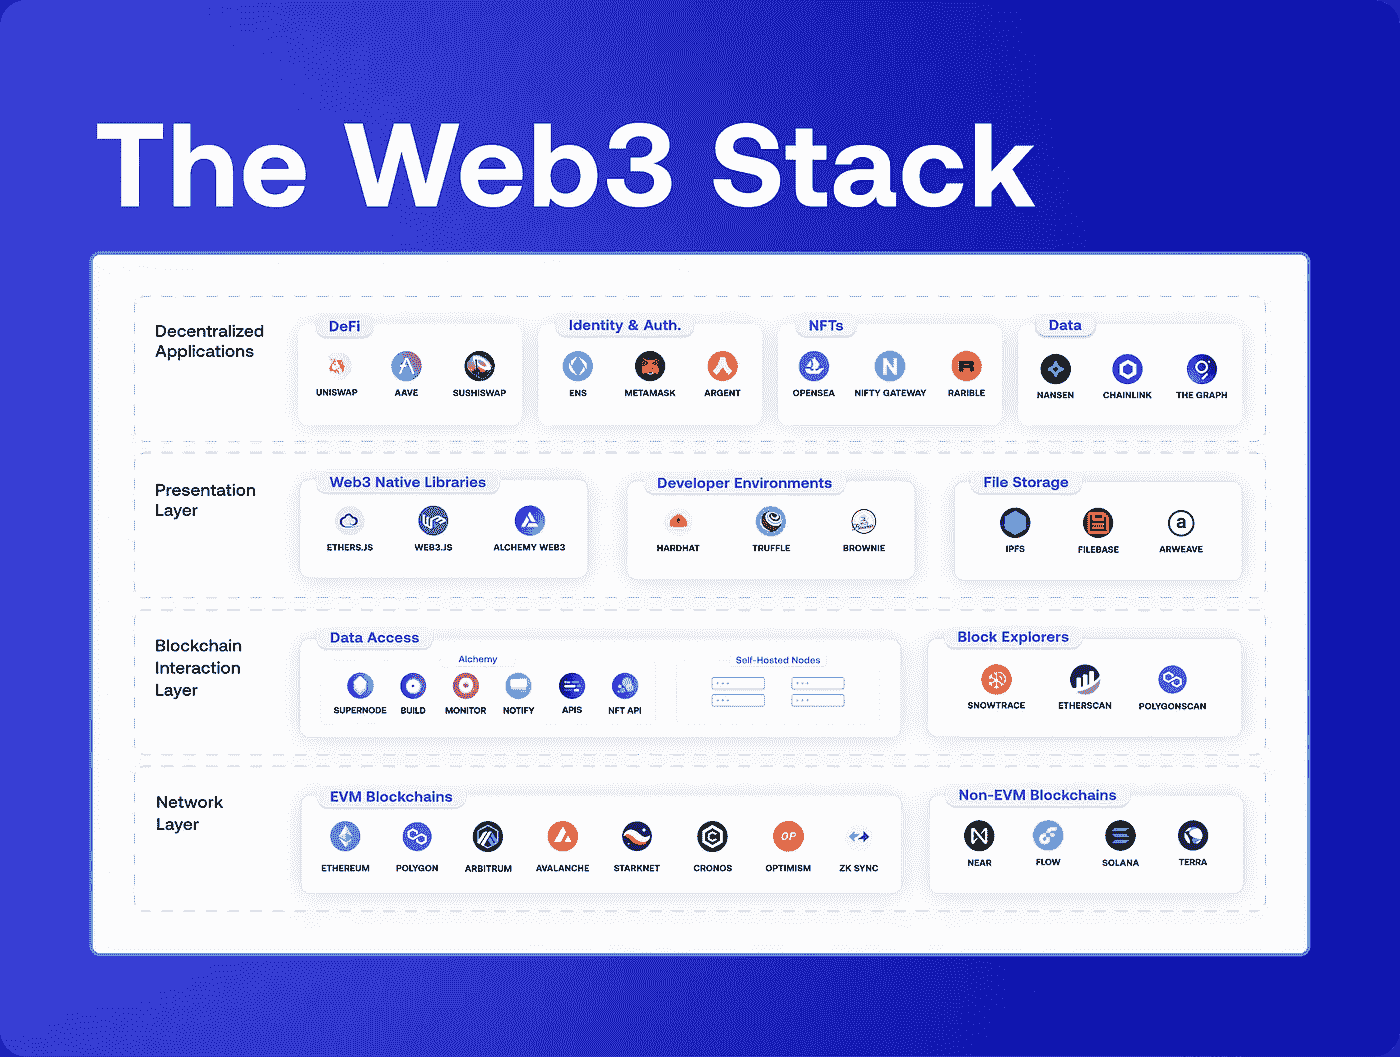 The Web3 Stack
Decentralized
Applications
DeFi
UNISWAP AAVE SUSHISWAP
Identity & Auth.
ENS METAMASK ARGENT
NFTs
OPENSEA NIFTY GATEWAY RARIBLE
Data
NANSEN CHAINLINK THE GRAPH
Presentation
Layer
Web3 Native Libraries
ETHERS.JS WEB3.JS ALCHEMY WEB3
Developer Environments
HARDHAT TRUFFLE BROWNIE
File Storage
IPFS FILEBASE ARWEAVE
Blockchain
Interaction
Layer
Data Access
Alchemy
SUPERNODE BUILD MONITOR NOTIFY APIS NFT API
Self-Hosted Nodes
Block Explorers
SNOWTRACE ETHERSCAN POLYGONSCAN
Network
Layer
EVM Blockchains
OP
ETHEREUM POLYGON ARBITRUM AVALANCHE STARKNET CRONOS OPTIMISM ZK SYNC
Non-EVM Blockchains
NEAR FLOW SOLANA TERRA